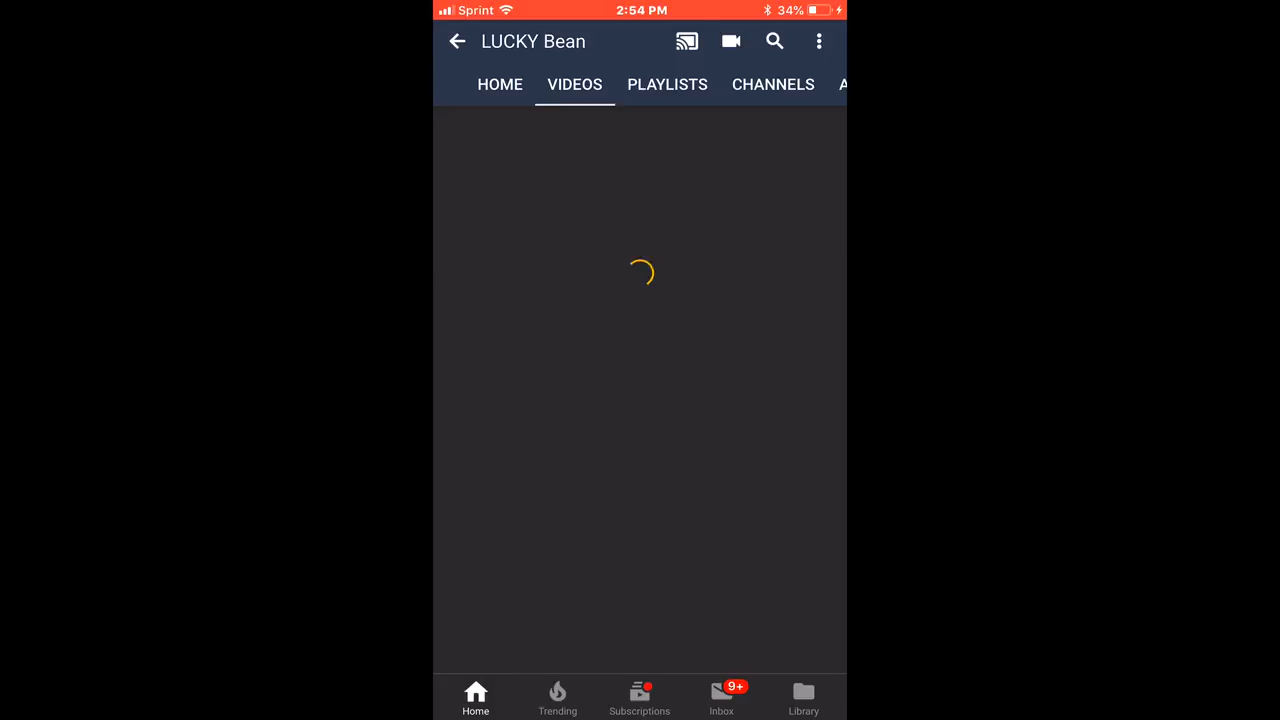 Sprint 2:54 PM 34%
LUCKY Bean
HOME VIDEOS PLAYLISTS CHANNELS A
9+
Home Trending Subscriptions Inbox Library